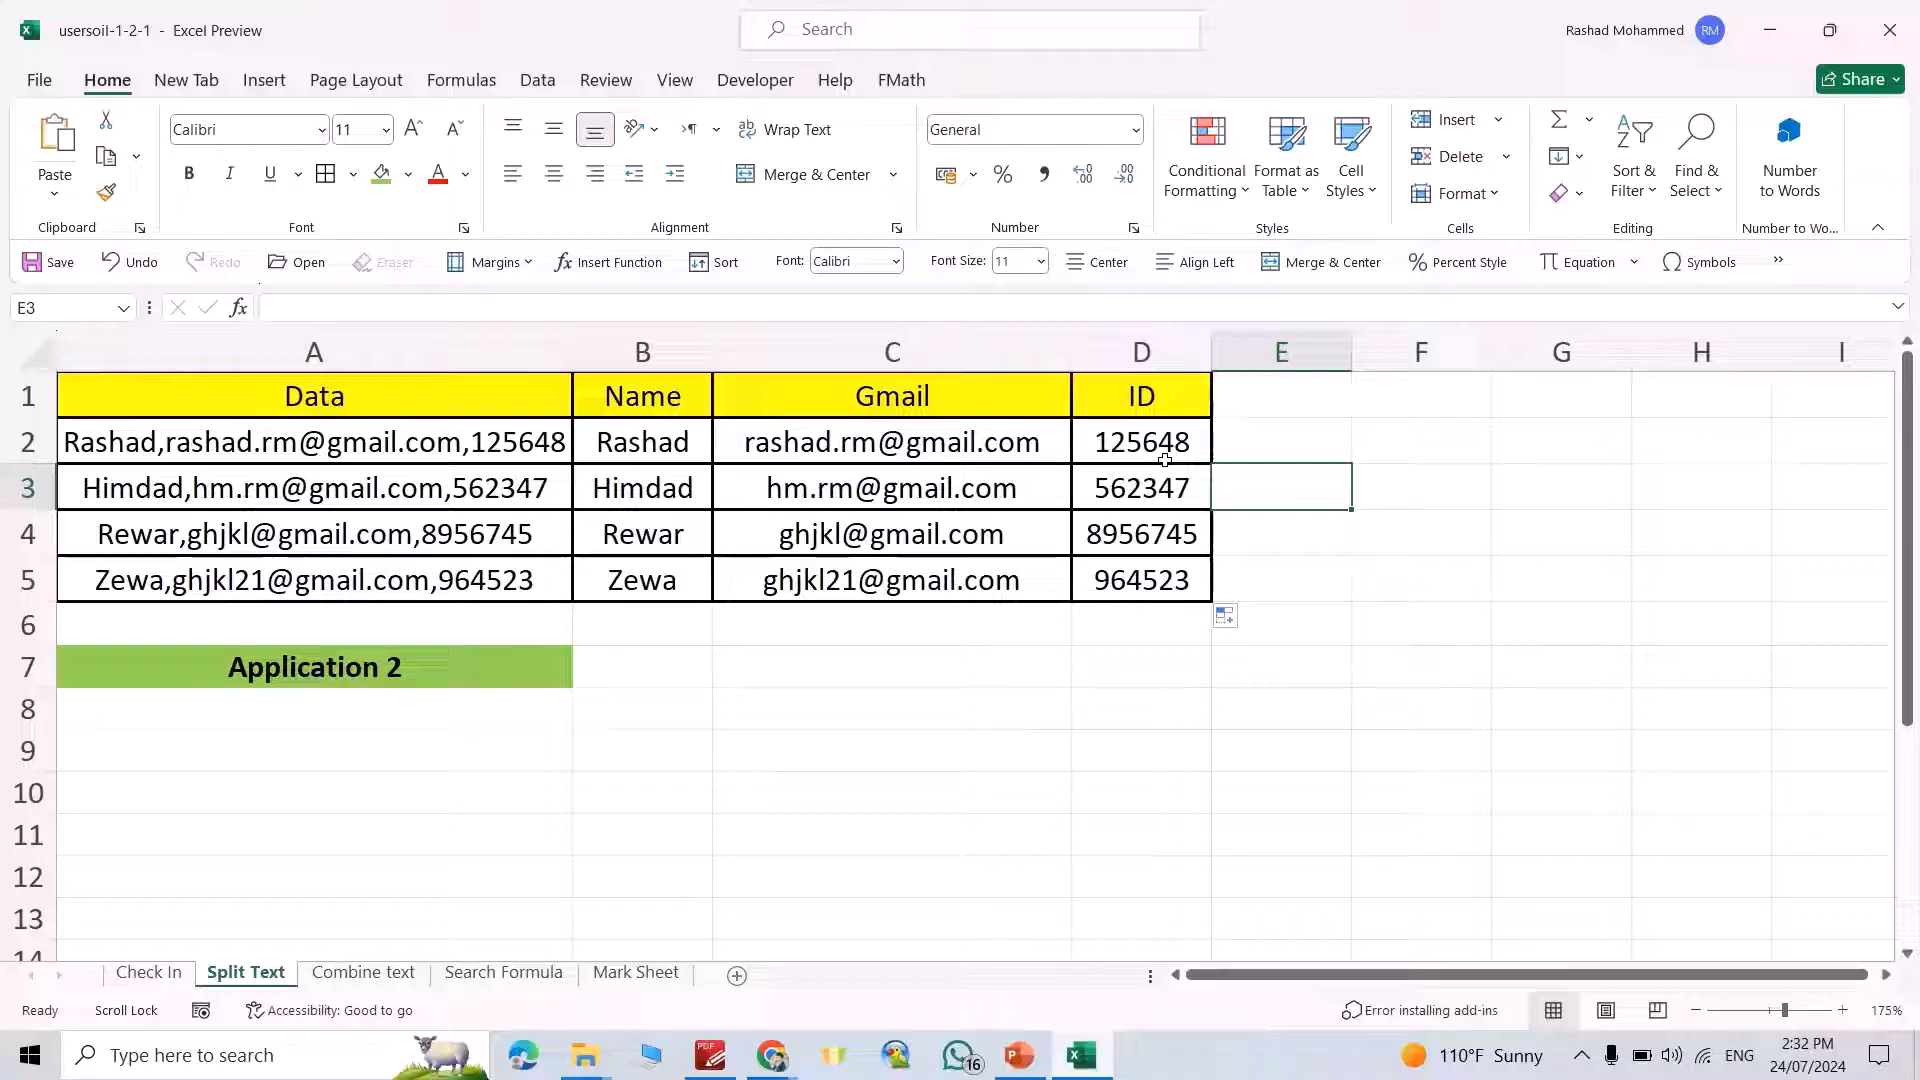 usersoil-1-2-1 - Excel Preview
Search
Rashad Mohammed RM
File Home New Tab Insert Page Layout Formulas Data Review View Developer Help FMath
Share
Paste
Calibri 11
Wrap Text
General
B I U
Merge & Center
Conditional Formatting
Format as Table
Cell Styles
Insert
Delete
Format
Sort & Filter
Find & Select
Number to Words
Clipboard Font Alignment Number Styles Cells Editing Number to Wo...
Save Undo Redo Open Eraser Margins Insert Function Sort Font: Calibri Font Size: 11 Center Align Left Merge & Center Percent Style Equation Symbols
E3 fx
A B C D E F G H I
1 Data Name Gmail ID
2 Rashad,rashad.rm@gmail.com,125648 Rashad rashad.rm@gmail.com 125648
3 Himdad,hm.rm@gmail.com,562347 Himdad hm.rm@gmail.com 562347
4 Rewar,ghjkl@gmail.com,8956745 Rewar ghjkl@gmail.com 8956745
5 Zewa,ghjkl21@gmail.com,964523 Zewa ghjkl21@gmail.com 964523
6
7 Application 2
8
9
10
11
12
13
14
Check In Split Text Combine text Search Formula Mark Sheet
Ready Scroll Lock Accessibility: Good to go Error installing add-ins 175%
Type here to search
PDF
16
110°F Sunny
ENG
2:32 PM
24/07/2024